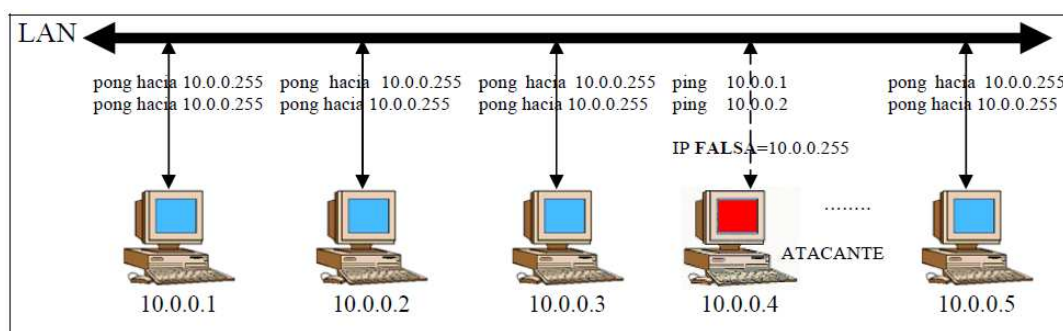 LAN
pong hacia 10.0.0.255
pong hacia 10.0.0.255
pong hacia 10.0.0.255
pong hacia 10.0.0.255
pong hacia 10.0.0.255
pong hacia 10.0.0.255
ping 10.0.0.1
ping 10.0.0.2
IP FALSA=10.0.0.255
pong hacia 10.0.0.255
pong hacia 10.0.0.255
........
ATACANTE
10.0.0.1
10.0.0.2
10.0.0.3
10.0.0.4
10.0.0.5